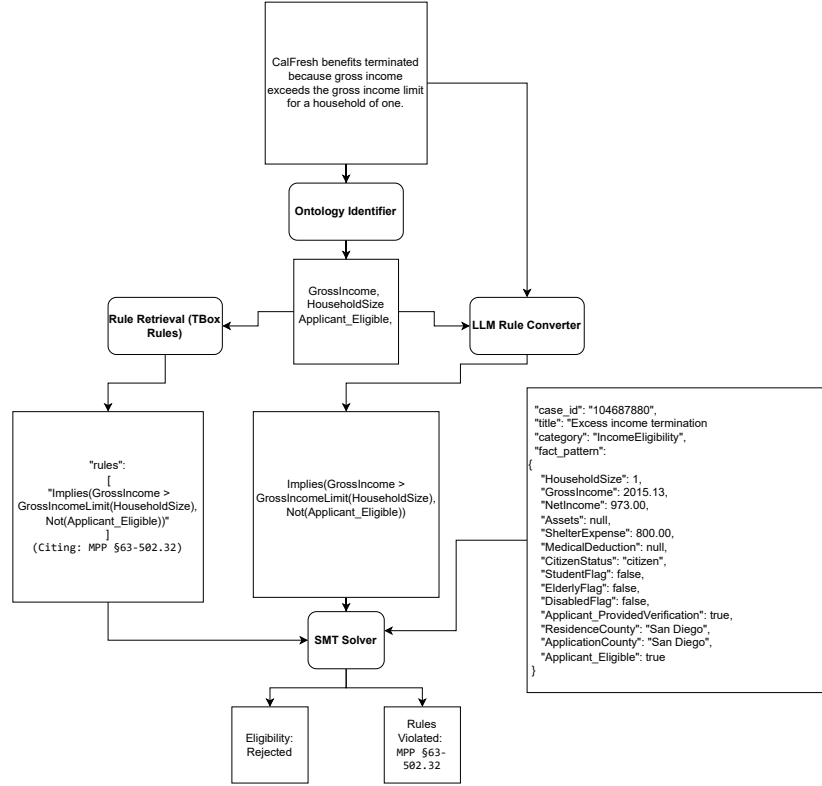 CalFresh benefits terminated
because gross income
exceeds the gross income limit
for a household of one.
Ontology Identifier
GrossIncome,
HouseholdSize
Applicant_Eligible,
Rule Retrieval (TBox
Rules)
LLM Rule Converter
"rules":
[
"Implies(GrossIncome >
GrossIncomeLimit(HouseholdSize),
Not(Applicant_Eligible))"
]
(Citing: MPP §63-502.32)
Implies(GrossIncome >
GrossIncomeLimit(HouseholdSize),
Not(Applicant_Eligible))
"case_id": "104687880",
"title": "Excess income termination
"category": "IncomeEligibility",
"fact_pattern":
{
"HouseholdSize": 1,
"GrossIncome": 2015.13,
"NetIncome": 973.00,
"Assets": null,
"ShelterExpense": 800.00,
"MedicalDeduction": null,
"CitizenStatus": "citizen",
"StudentFlag": false,
"ElderlyFlag": false,
"DisabledFlag": false,
"Applicant_ProvidedVerification": true,
"ResidenceCounty": "San Diego",
"ApplicationCounty": "San Diego",
"Applicant_Eligible": true
}
SMT Solver
Eligibility:
Rejected
Rules
Violated:
MPP §63-
502.32